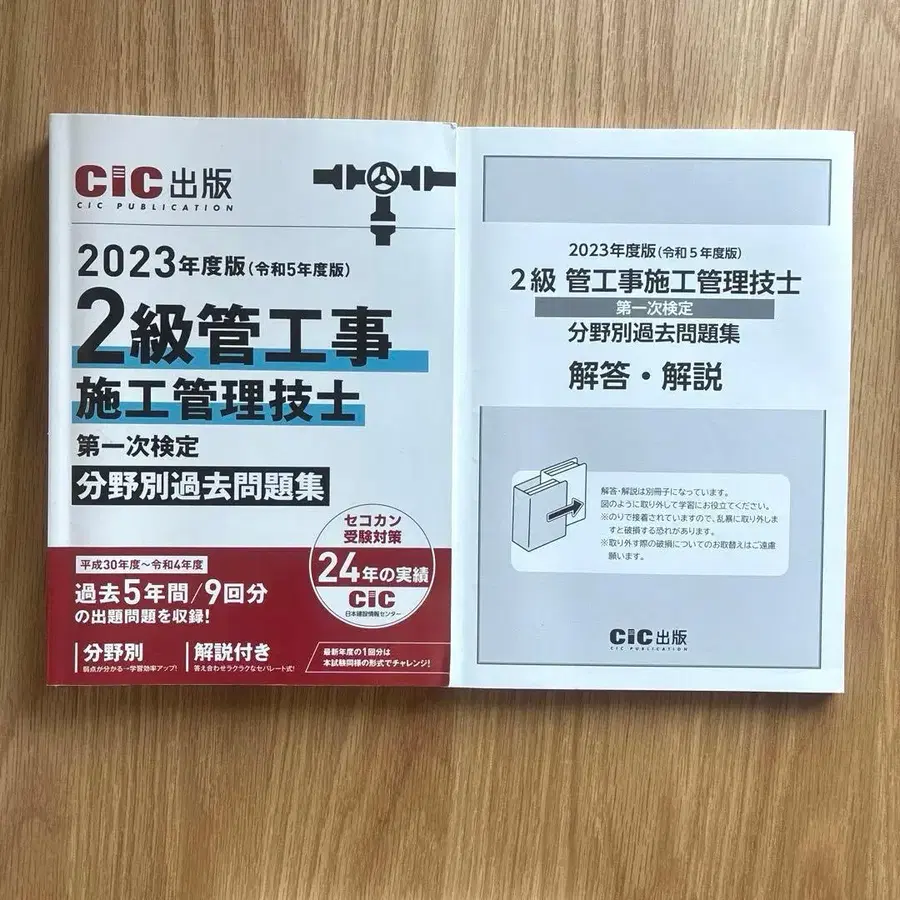 CIC出版
CIC PUBLICATION
2023年度版(令和5年度版)
2級管工事
施工管理技士
第一次検定
分野別過去問題集
セコカン
受験対策
24年の実績
CIC
日本建設情報センター
平成30年度～令和4年度
過去5年間/9回分
の出題問題を収録!
分野別
弱点が分かる→学習効率アップ!
解説付き
答え合わせラクラクなセパレート式!
最新年度の1回分は
本試験同様の形式でチャレンジ!
2023年度版(令和5年度版)
2級 管工事施工管理技士
第一次検定
分野別過去問題集
解答・解説
解答・解説は別冊子になっています。
図のように取り外して学習にお役立てください。
※のりで接着されていますので、乱暴に取り外しま
すと破損する恐れがあります。
※取り外す際の破損についてのお取替えはご遠慮
願います。
CIC出版
CIC PUBLICATION